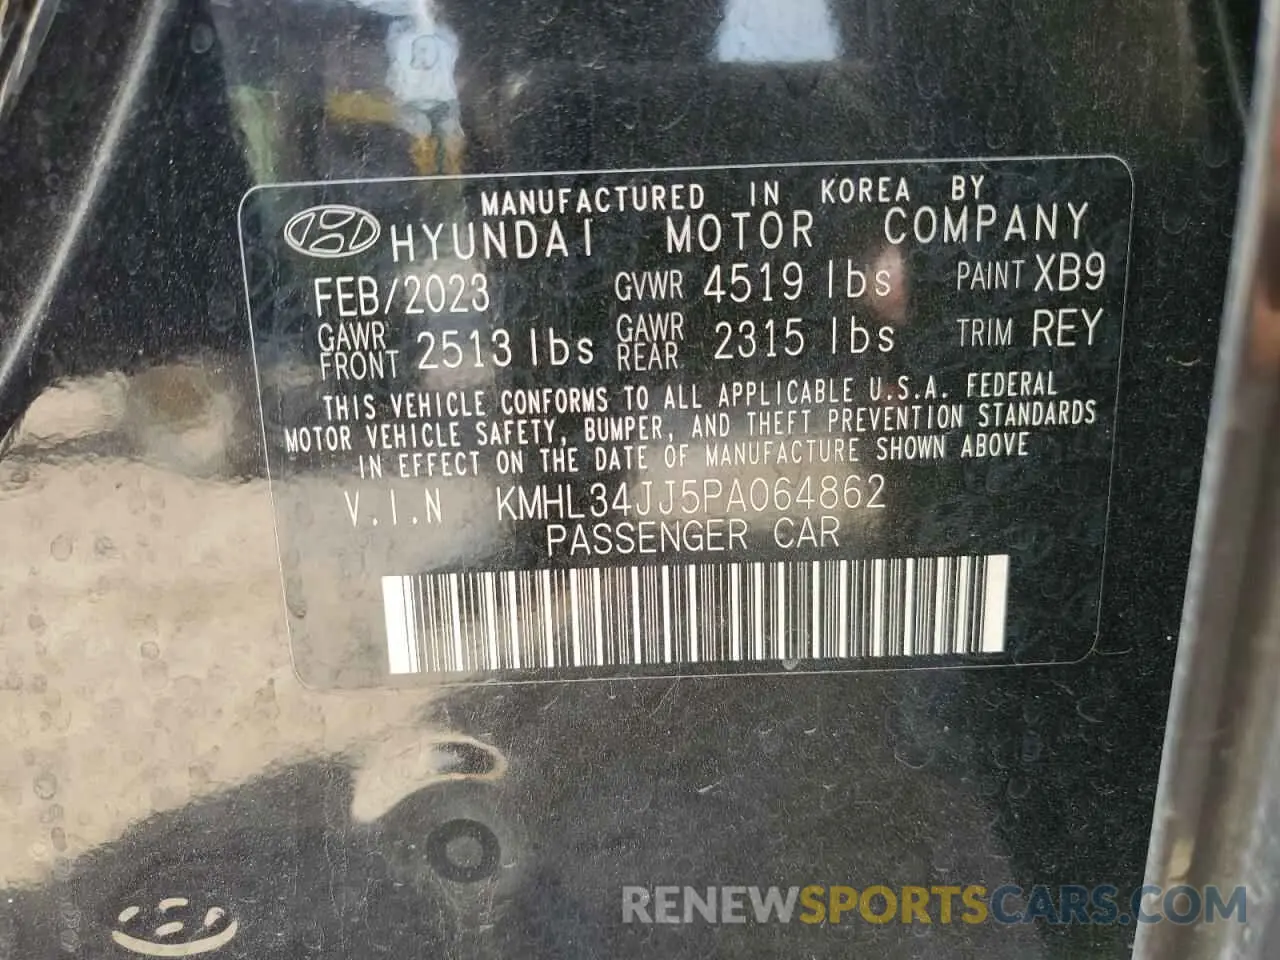 MANUFACTURED IN KOREA BY
HYUNDAI MOTOR COMPANY
FEB/2023 GVWR 4519 lbs PAINT XB9
GAWR FRONT 2513 lbs GAWR REAR 2315 lbs TRIM REY
THIS VEHICLE CONFORMS TO ALL APPLICABLE U.S.A. FEDERAL
MOTOR VEHICLE SAFETY, BUMPER, AND THEFT PREVENTION STANDARDS
IN EFFECT ON THE DATE OF MANUFACTURE SHOWN ABOVE
V.I.N KMHL34JJ5PA064862
PASSENGER CAR
RENEWSPORTSCARS.COM